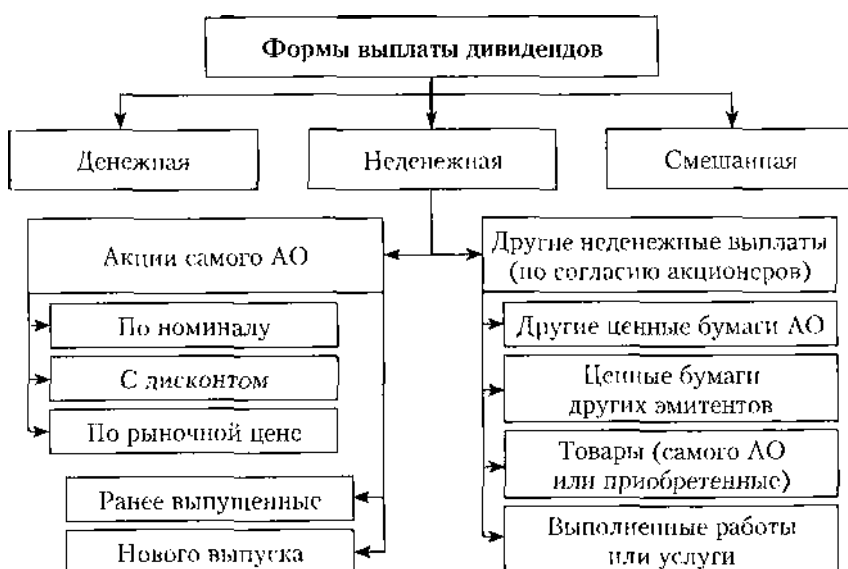 Формы выплаты дивидендов
Денежная
Неденежная
Смешанная
Акции самого АО
По номиналу
С дисконтом
По рыночной цене
Ранее выпущенные
Нового выпуска
Другие неденежные выплаты
(по согласию акционеров)
Другие ценные бумаги АО
Ценные бумаги
других эмитентов
Товары (самого АО
или приобретенные)
Выполненные работы
или услуги